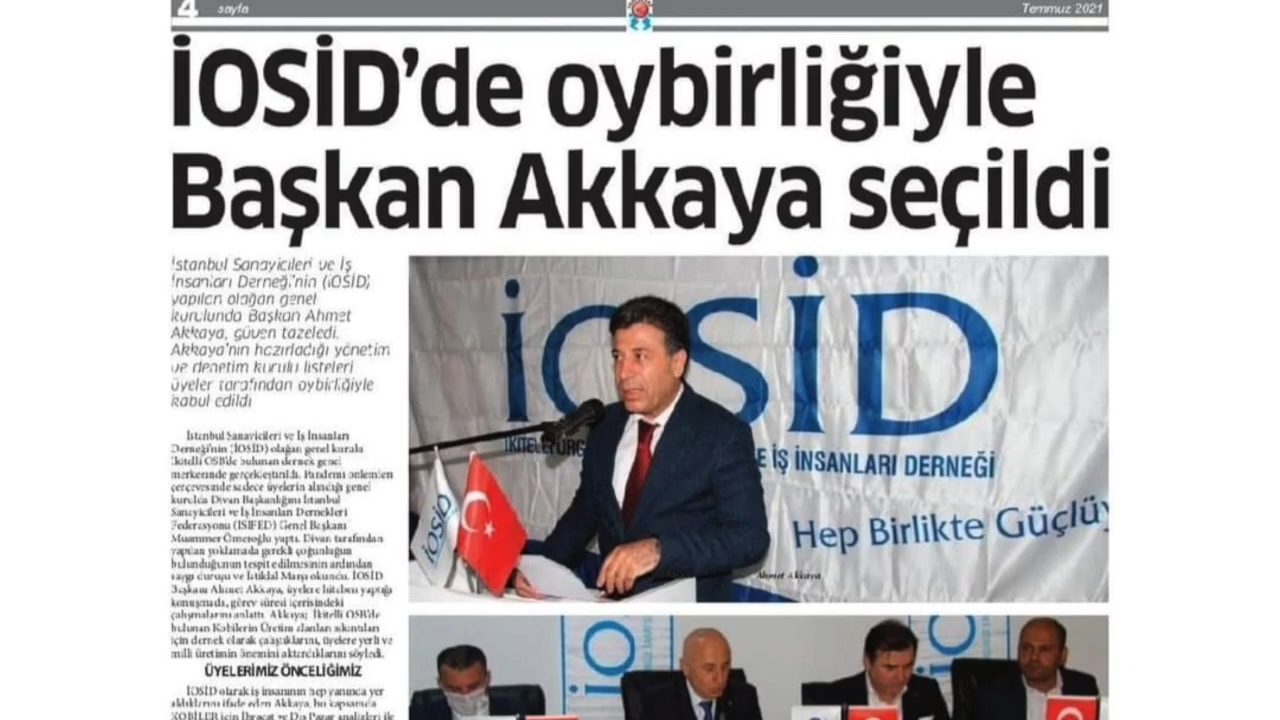 4 sayfa
Temmuz 2021
İOSİD’de oybirliğiyle
Başkan Akkaya seçildi
İstanbul Sanayicileri ve İş
İnsanları Derneği'nin (İOSİD)
yapılan olağan genel
kurulunda Başkan Ahmet
Akkaya, güven tazeledi.
Akkaya'nın hazırladığı yönetim
ve denetim kurulu listeleri
üyeler tarafından oybirliğiyle
kabul edildi
İstanbul Sanayicileri ve İş İnsanları
Derneği'nin (İOSİD) olağan genel kurulu
İkitelli OSB'de bulunan dernek genel
merkezinde gerçekleştirildi. Pandemi önlemleri
çerçevesinde sadece üyelerin alındığı genel
kurulda Divan Başkanlığını İstanbul
Sanayicileri ve İş İnsanları Dernekleri
Federasyonu (İSİFED) Genel Başkanı
Muammer Ömeroğlu yaptı. Divan tarafından
yapılan yoklamada gerekli çoğunluğun
bulunduğunun tespit edilmesinin ardından
saygı duruşu ve İstiklal Marşı okundu. İOSİD
Başkanı Ahmet Akkaya, üyelere hitaben yaptığı
konuşmada, görev süresi içerisindeki
çalışmalarını anlattı. Akkaya; İkitelli OSB'de
bulunan Kobilerin Üretim alanları sıkıntıları
için dernek olarak çalıştıklarını, üyelere yerli ve
milli üretimin önemini aktardıklarını söyledi.
ÜYELERİMİZ ÖNCELİĞİMİZ
İOSİD olarak iş insanının hep yanında yer
aldıklarını ifade eden Akkaya, bu kapsamda
KOBİLER için İhracat ve Dış Pazar analizleri ile
İOSİD
İKİTELLİ ORG
E İŞ İNSANLARI DERNEĞİ
Hep Birlikte Güçlüy
iOSİD
Ahmet Akkaya
İO